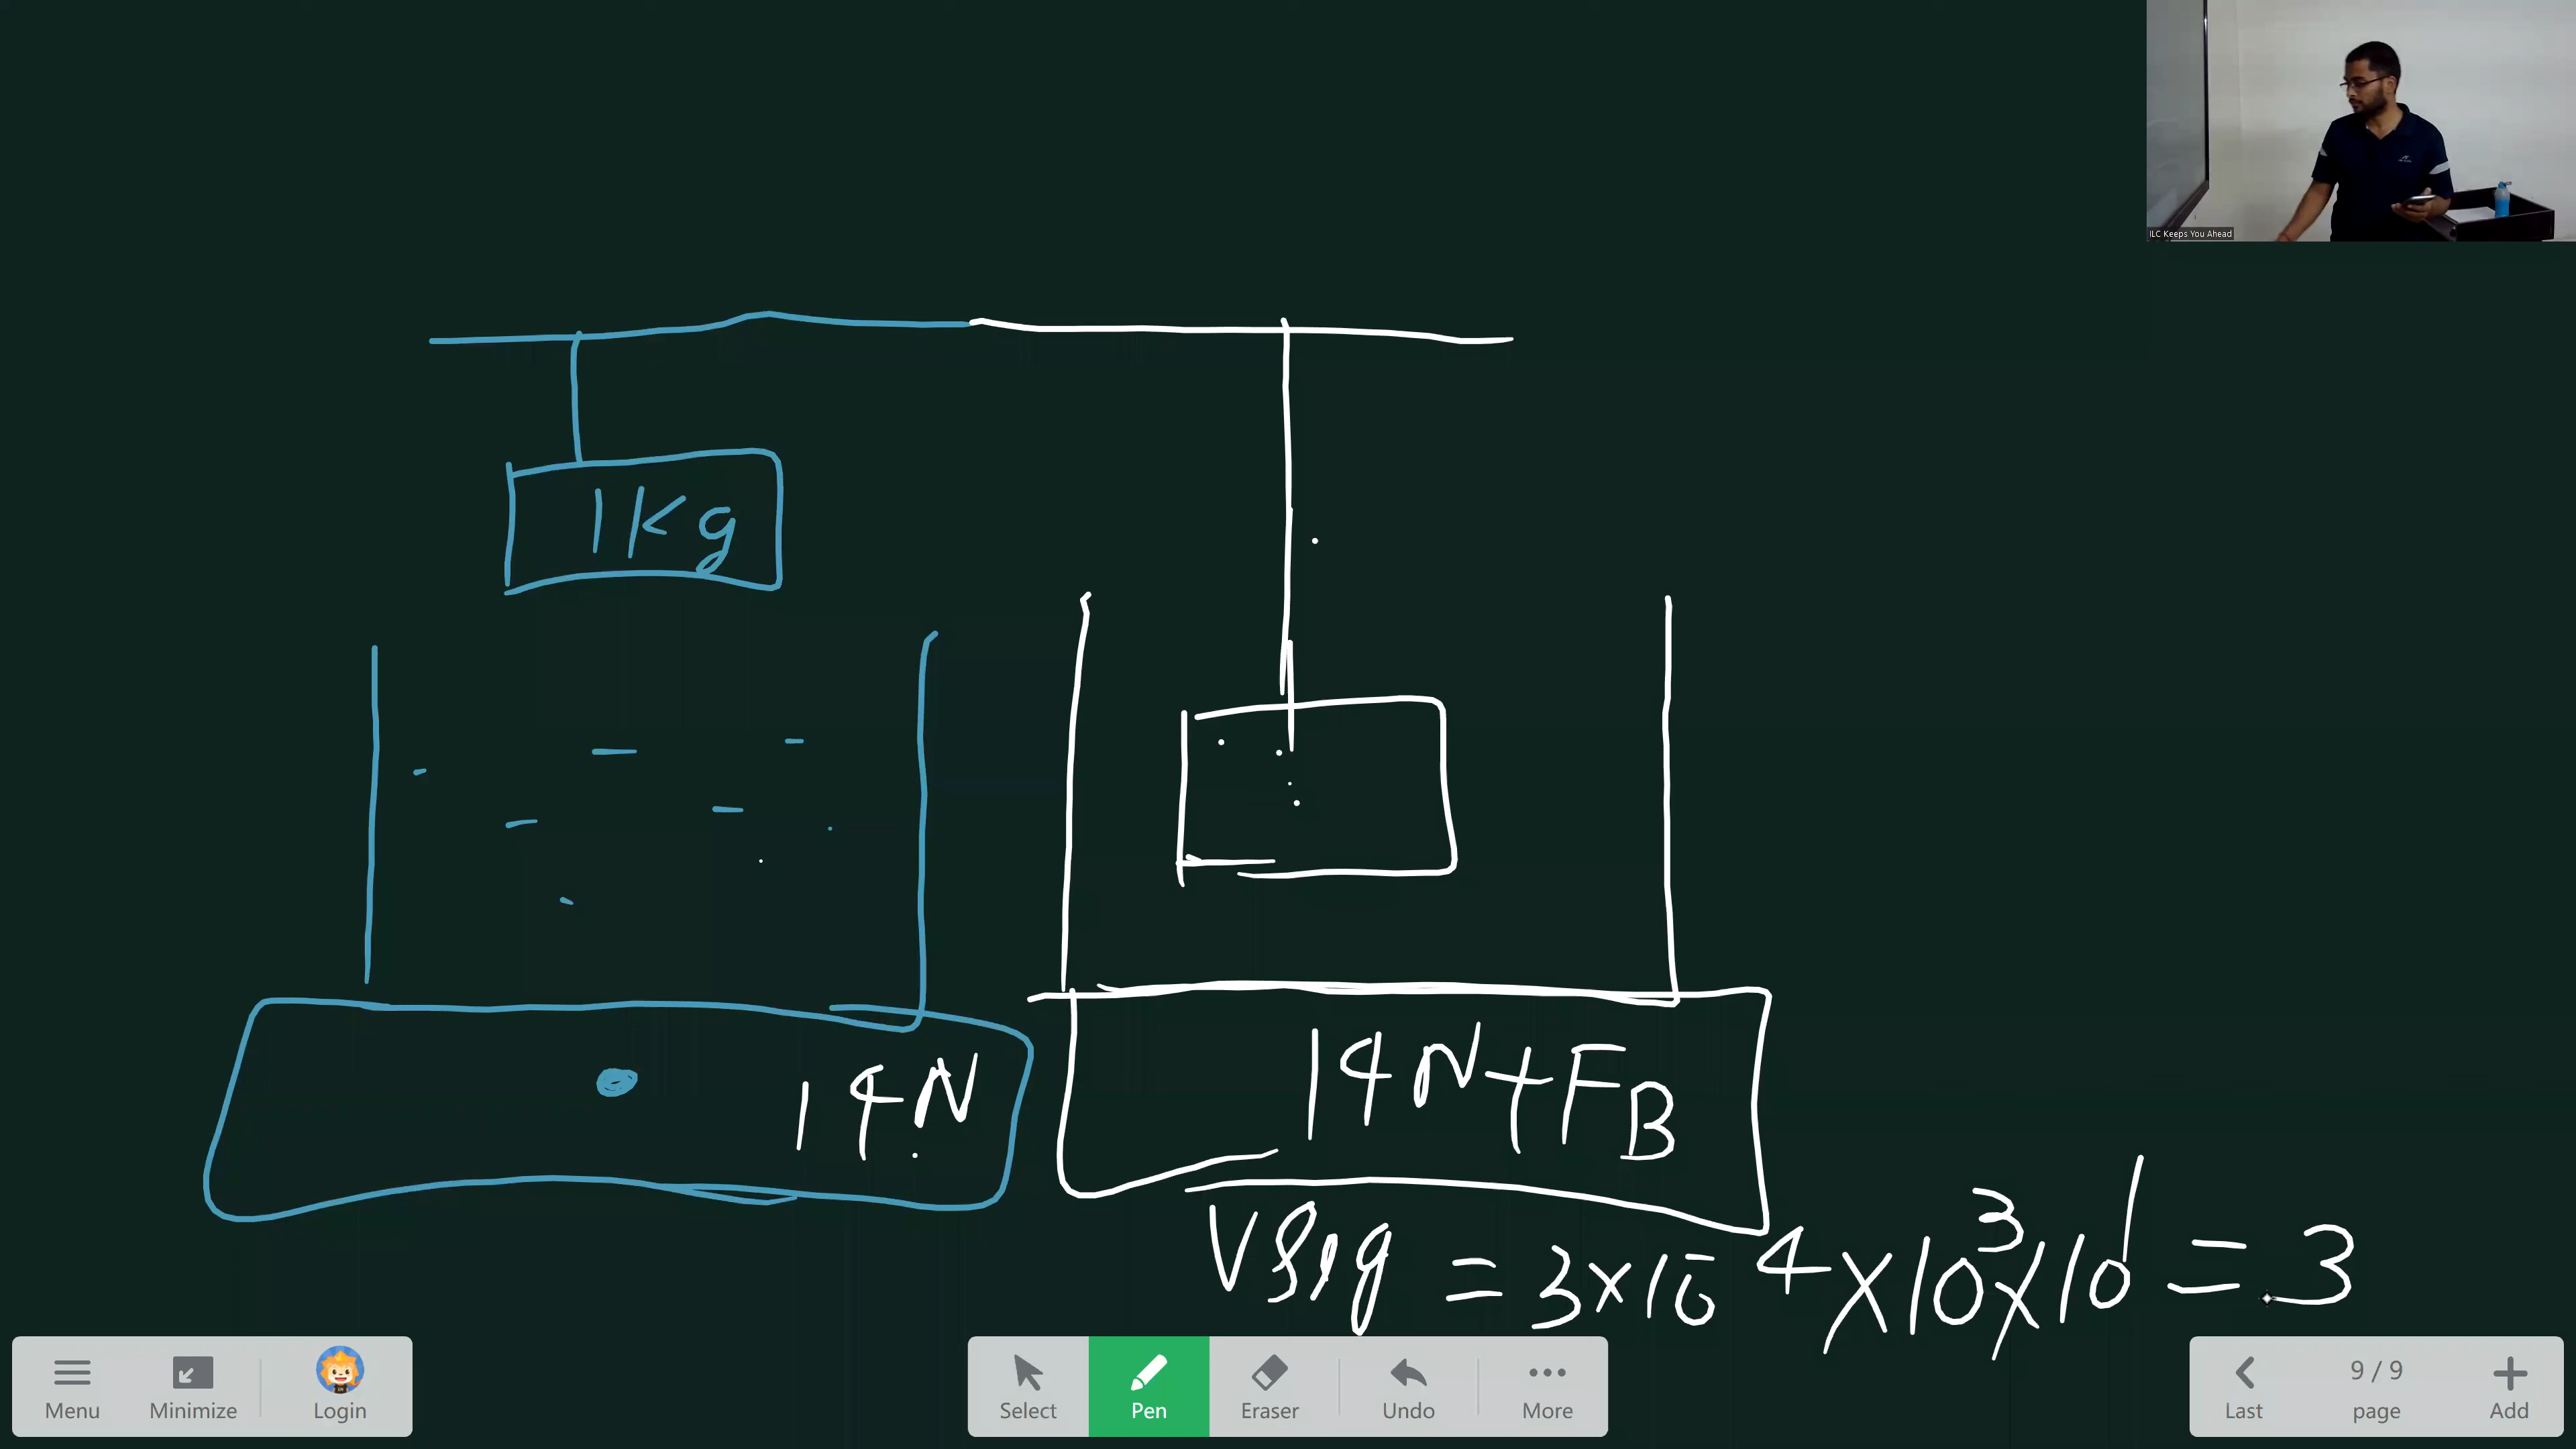 ILC Keeps You Ahead
1Kg
14N
14N+FB
Vρlg = 3×10⁻⁴×10³×10 = 3
Menu
Minimize
Login
Select
Pen
Eraser
Undo
More
Last
9 / 9
page
Add